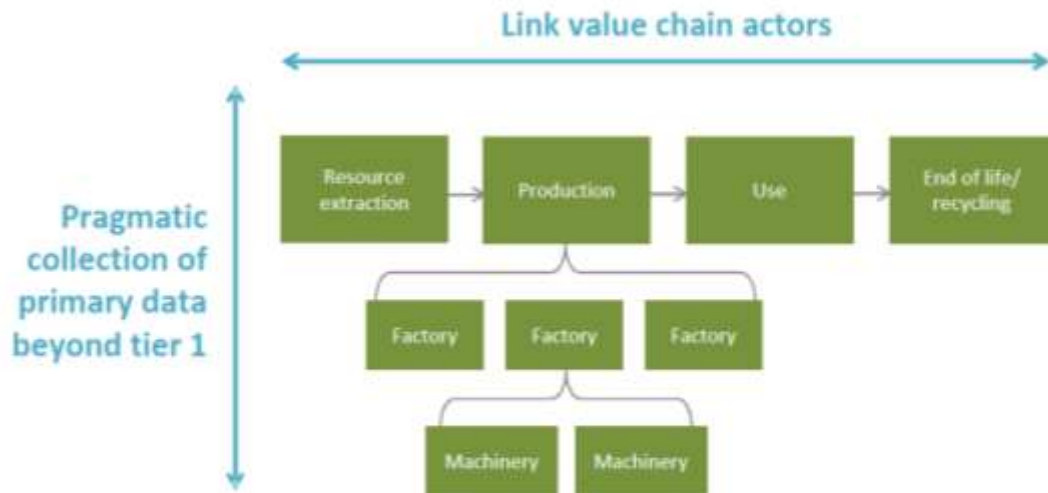 Link value chain actors
Pragmatic
collection of
primary data
beyond tier 1
Resource
extraction
Production
Use
End of life/
recycling
Factory
Factory
Factory
Machinery
Machinery